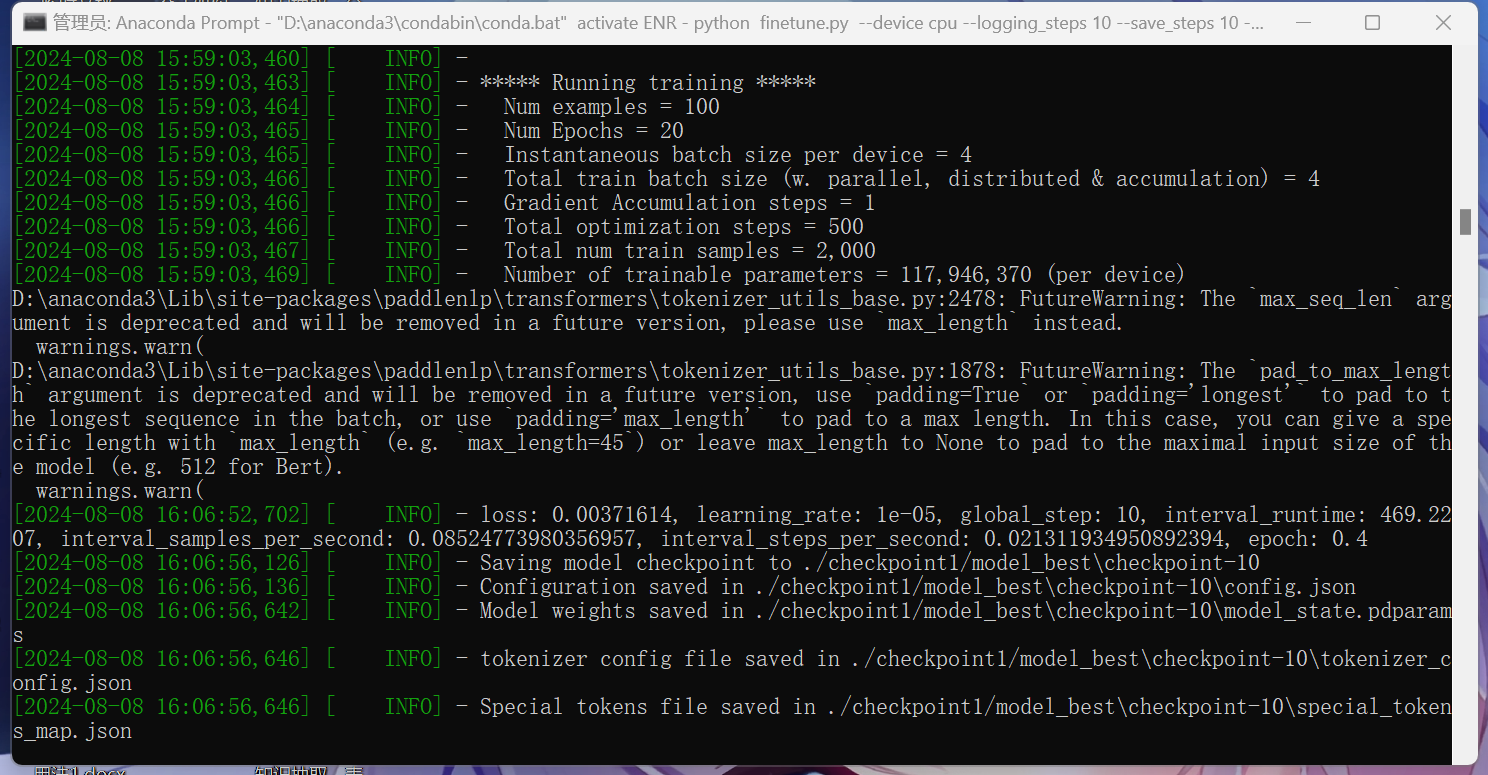 管理员: Anaconda Prompt - "D:\anaconda3\condabin\conda.bat"  activate ENR - python  finetune.py  --device cpu --logging_steps 10 --save_steps 10 -...
[2024-08-08 15:59:03,460] [    INFO] -
[2024-08-08 15:59:03,463] [    INFO] - ***** Running training *****
[2024-08-08 15:59:03,464] [    INFO] -   Num examples = 100
[2024-08-08 15:59:03,465] [    INFO] -   Num Epochs = 20
[2024-08-08 15:59:03,465] [    INFO] -   Instantaneous batch size per device = 4
[2024-08-08 15:59:03,466] [    INFO] -   Total train batch size (w. parallel, distributed & accumulation) = 4
[2024-08-08 15:59:03,466] [    INFO] -   Gradient Accumulation steps = 1
[2024-08-08 15:59:03,466] [    INFO] -   Total optimization steps = 500
[2024-08-08 15:59:03,467] [    INFO] -   Total num train samples = 2,000
[2024-08-08 15:59:03,469] [    INFO] -   Number of trainable parameters = 117,946,370 (per device)
D:\anaconda3\Lib\site-packages\paddlenlp\transformers\tokenizer_utils_base.py:2478: FutureWarning: The `max_seq_len` arg
ument is deprecated and will be removed in a future version, please use `max_length` instead.
  warnings.warn(
D:\anaconda3\Lib\site-packages\paddlenlp\transformers\tokenizer_utils_base.py:1878: FutureWarning: The `pad_to_max_lengt
h` argument is deprecated and will be removed in a future version, use `padding=True` or `padding='longest'` to pad to t
he longest sequence in the batch, or use `padding='max_length'` to pad to a max length. In this case, you can give a spe
cific length with `max_length` (e.g. `max_length=45`) or leave max_length to None to pad to the maximal input size of th
e model (e.g. 512 for Bert).
  warnings.warn(
[2024-08-08 16:06:52,702] [    INFO] - loss: 0.00371614, learning_rate: 1e-05, global_step: 10, interval_runtime: 469.22
07, interval_samples_per_second: 0.08524773980356957, interval_steps_per_second: 0.021311934950892394, epoch: 0.4
[2024-08-08 16:06:56,126] [    INFO] - Saving model checkpoint to ./checkpoint1/model_best\checkpoint-10
[2024-08-08 16:06:56,136] [    INFO] - Configuration saved in ./checkpoint1/model_best\checkpoint-10\config.json
[2024-08-08 16:06:56,642] [    INFO] - Model weights saved in ./checkpoint1/model_best\checkpoint-10\model_state.pdparam
s
[2024-08-08 16:06:56,646] [    INFO] - tokenizer config file saved in ./checkpoint1/model_best\checkpoint-10\tokenizer_c
onfig.json
[2024-08-08 16:06:56,646] [    INFO] - Special tokens file saved in ./checkpoint1/model_best\checkpoint-10\special_token
s_map.json